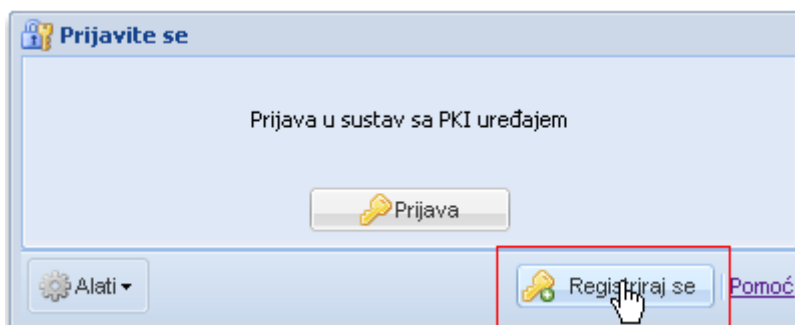 Prijavite se
Prijava u sustav sa PKI uređajem
Prijava
Alati
Registriraj se
Pomoć